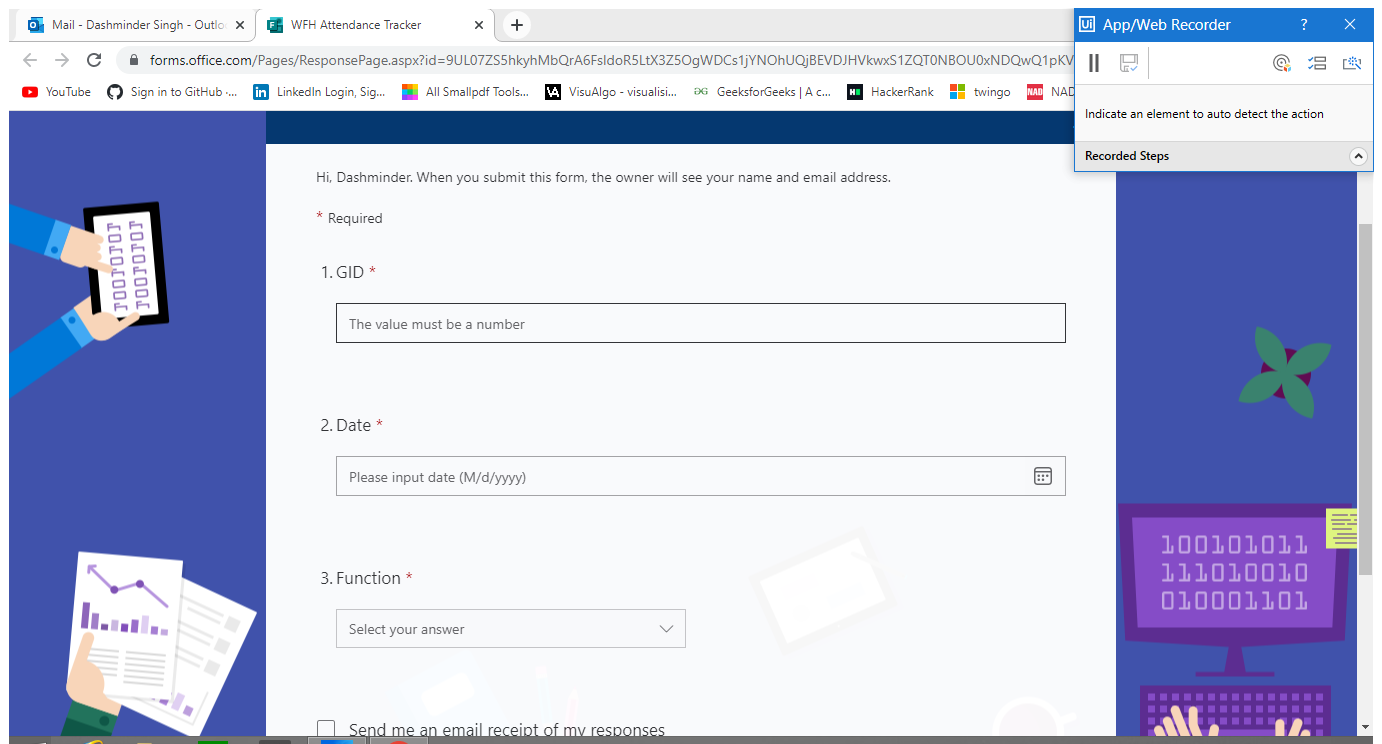 Mail - Dashminder Singh - Outlo
WFH Attendance Tracker
App/Web Recorder
forms.office.com/Pages/ResponsePage.aspx?id=9UL07ZS5hkyhMbQrA6FsIdoR5LtX3Z5OgWDCs1jYNOhUQjBEVDJHVkwxS1ZQT0NBOU0xNDQwQ1pKV
YouTube
Sign in to GitHub ·...
LinkedIn Login, Sig...
All Smallpdf Tools...
VisuAlgo - visualisi...
GeeksforGeeks | A c...
HackerRank
twingo
NAD
Indicate an element to auto detect the action
Recorded Steps
Hi, Dashminder. When you submit this form, the owner will see your name and email address.
* Required
1. GID *
The value must be a number
2. Date *
Please input date (M/d/yyyy)
3. Function *
Select your answer
Send me an email receipt of my responses
100101011
111010010
010001101